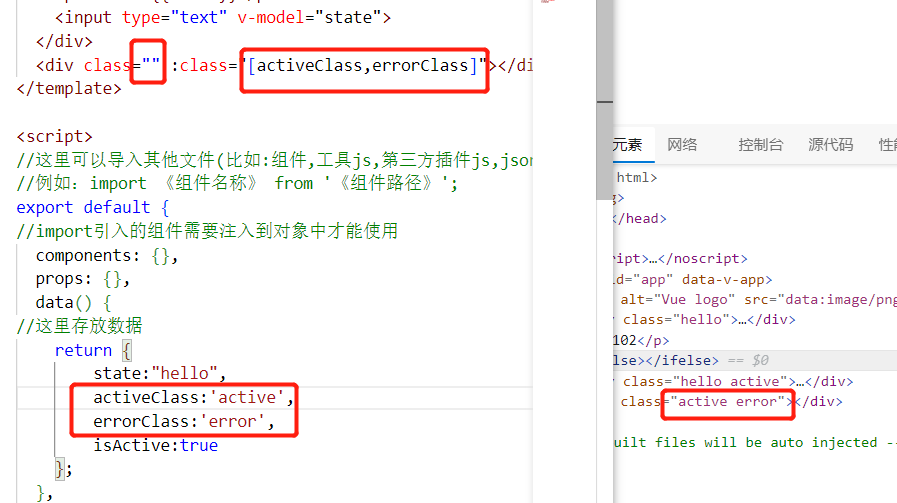 <input type="text" v-model="state">
</div>
<div class="" :class="[activeClass,errorClass]"></di
</template>
<script>
//这里可以导入其他文件(比如:组件,工具js,第三方插件js,json
//例如: import 《组件名称》 from '《组件路径》';
export default {
//import引入的组件需要注入到对象中才能使用
components: {},
props: {},
data() {
//这里存放数据
return {
state:"hello",
activeClass:'active',
errorClass:'error',
isActive:true
};
},
元素 网络 控制台 源代码 性能
html>
g>
</head>
ript>…</noscript>
id="app" data-v-app>
alt="Vue logo" src="data:image/png
class="hello">…</div>
102</p>
lse></ifelse> == $0
class="hello active">…</div>
class="active error"></div>
uilt files will be auto injected --